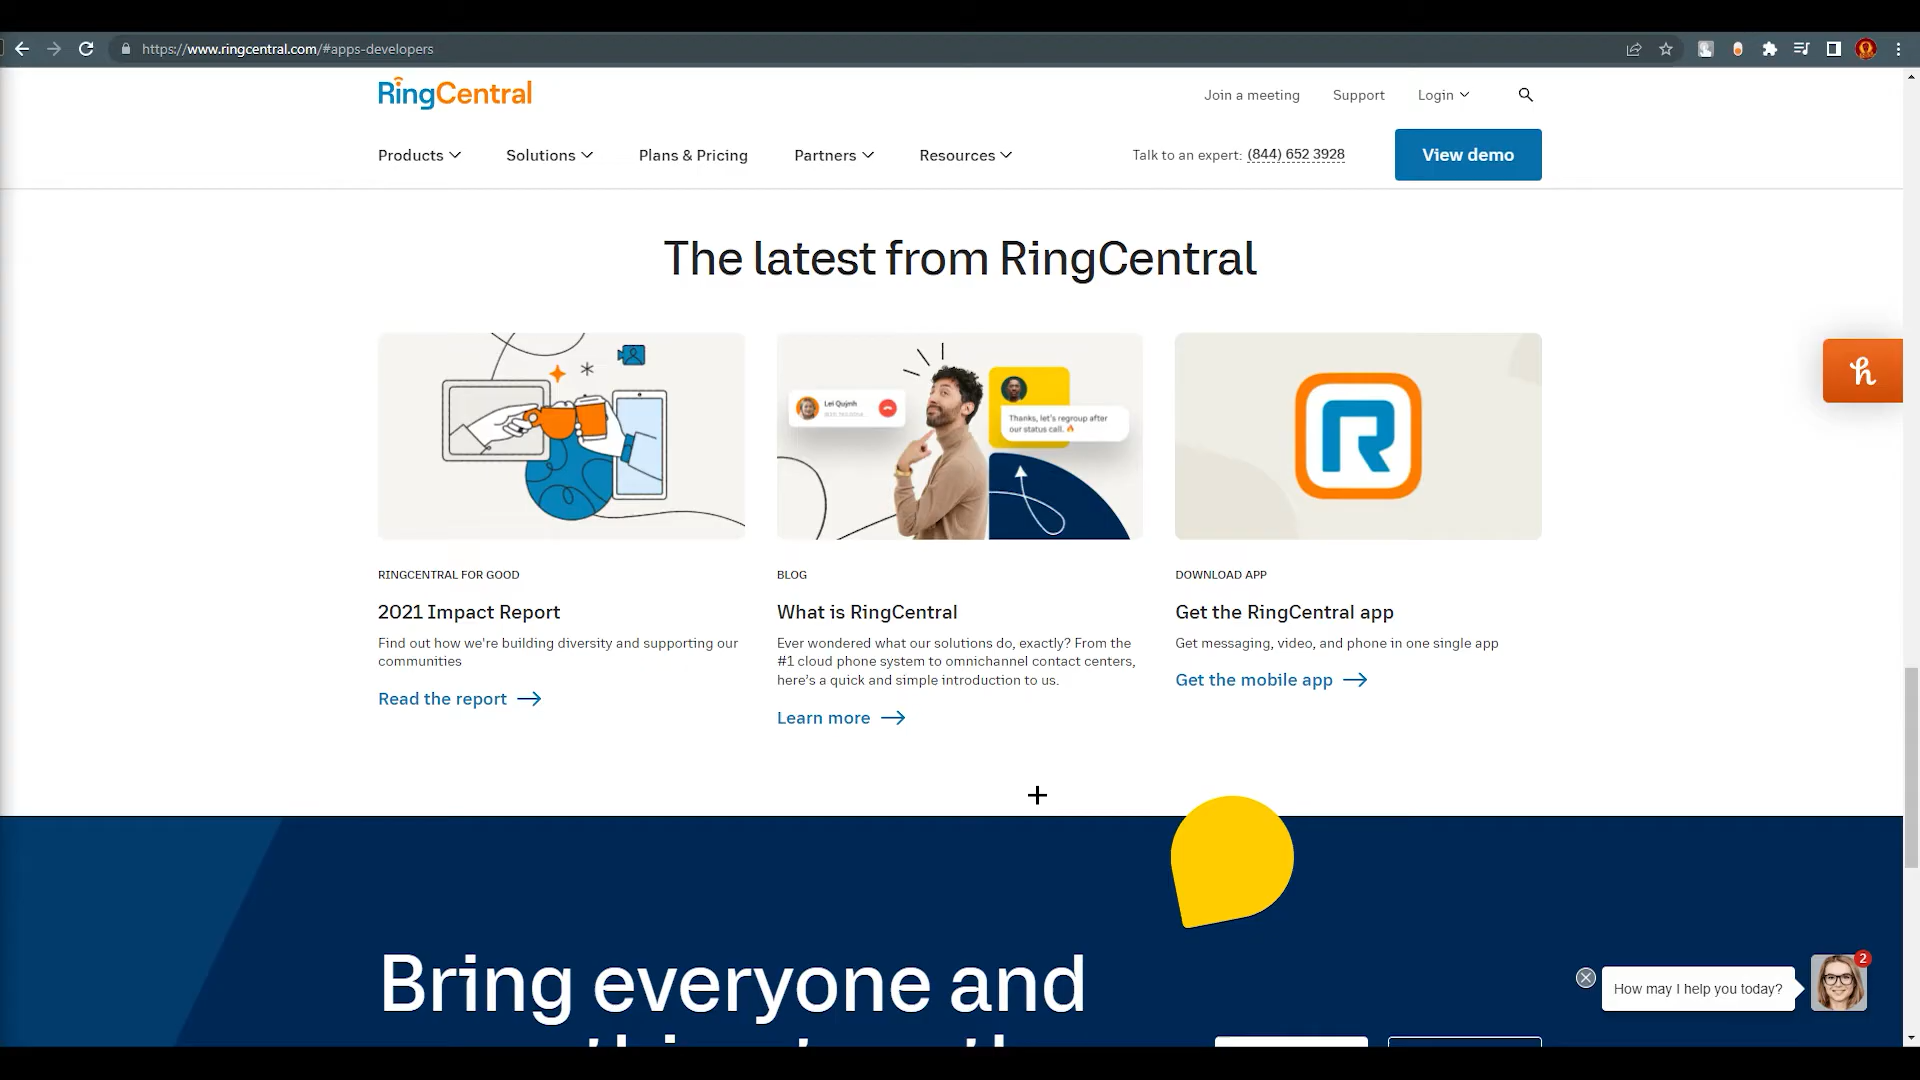 https://www.ringcentral.com/#apps-developers
RingCentral
Join a meeting
Support
Login
Products
Solutions
Plans & Pricing
Partners
Resources
Talk to an expert: (844) 652 3928
View demo
The latest from RingCentral
Lei Quỳnh
Thanks, let's regroup after
our status call.
R
RINGCENTRAL FOR GOOD
2021 Impact Report
Find out how we're building diversity and supporting our
communities
Read the report
BLOG
What is RingCentral
Ever wondered what our solutions do, exactly? From the
#1 cloud phone system to omnichannel contact centers,
here's a quick and simple introduction to us.
Learn more
DOWNLOAD APP
Get the RingCentral app
Get messaging, video, and phone in one single app
Get the mobile app
h
Bring everyone and
How may I help you today?
2